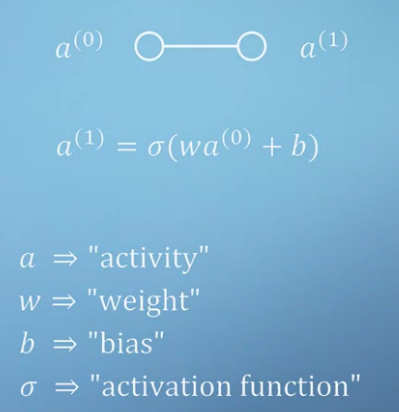 a⁽⁰⁾ a⁽¹⁾
a⁽¹⁾ = σ(wa⁽⁰⁾ + b)
a ⇒ "activity"
w ⇒ "weight"
b ⇒ "bias"
σ ⇒ "activation function"